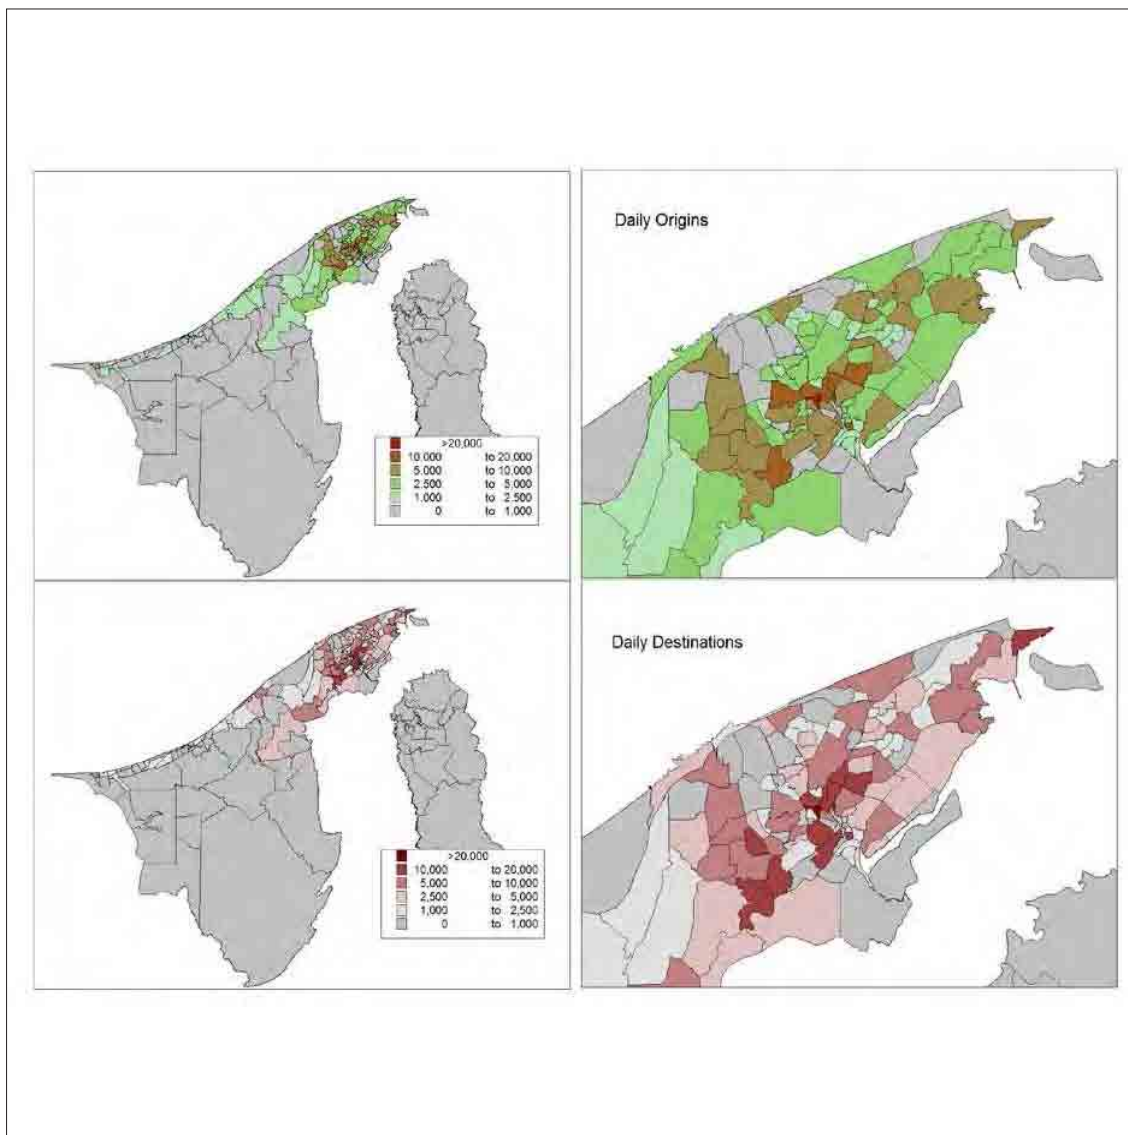 Daily Origins
>20,000
10.000 to 20,000
5.000 to 10.000
2.500 to 5,000
1.000 to 2.500
0 to 1,000
Daily Destinations
>20.000
10,000 to 20,000
5,000 to 10,000
2,500 to 5,000
1,000 to 2,500
0 to 1,000